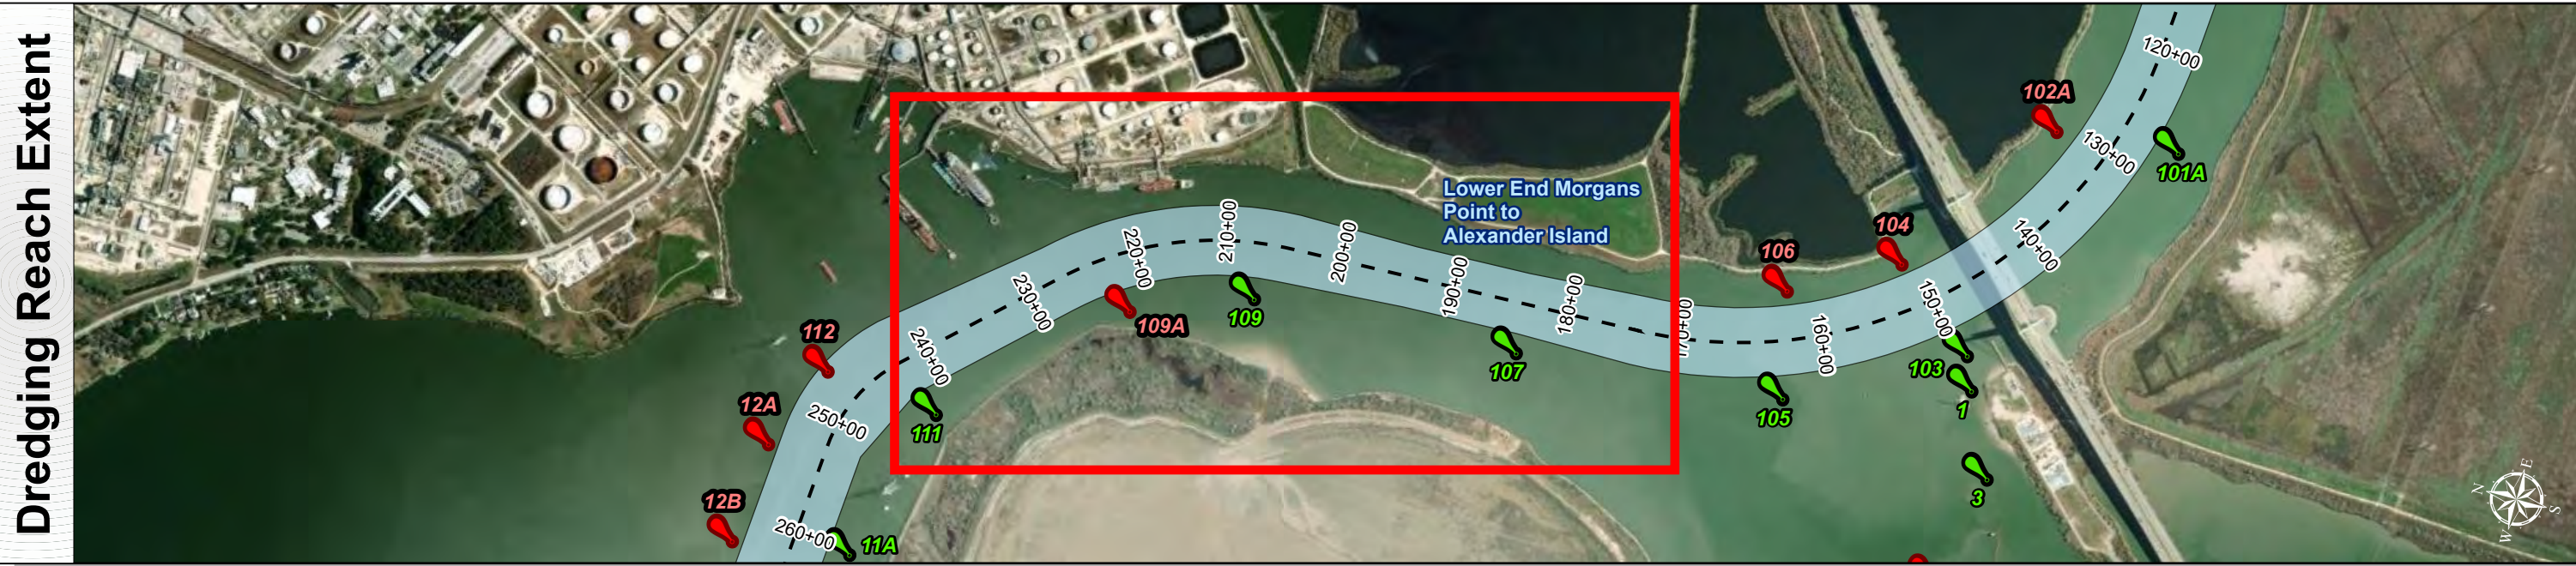 Dredging Reach Extent
120+00
102A
130+00
101A
Lower End Morgans
Point to
Alexander Island
104
140+00
106
210+00
220+00
200+00
230+00
190+00
180+00
150+00
109
109A
170+00
160+00
112
240+00
107
103
105
1
12A
250+00
111
12B
3
260+00
11A
N
E
S
W